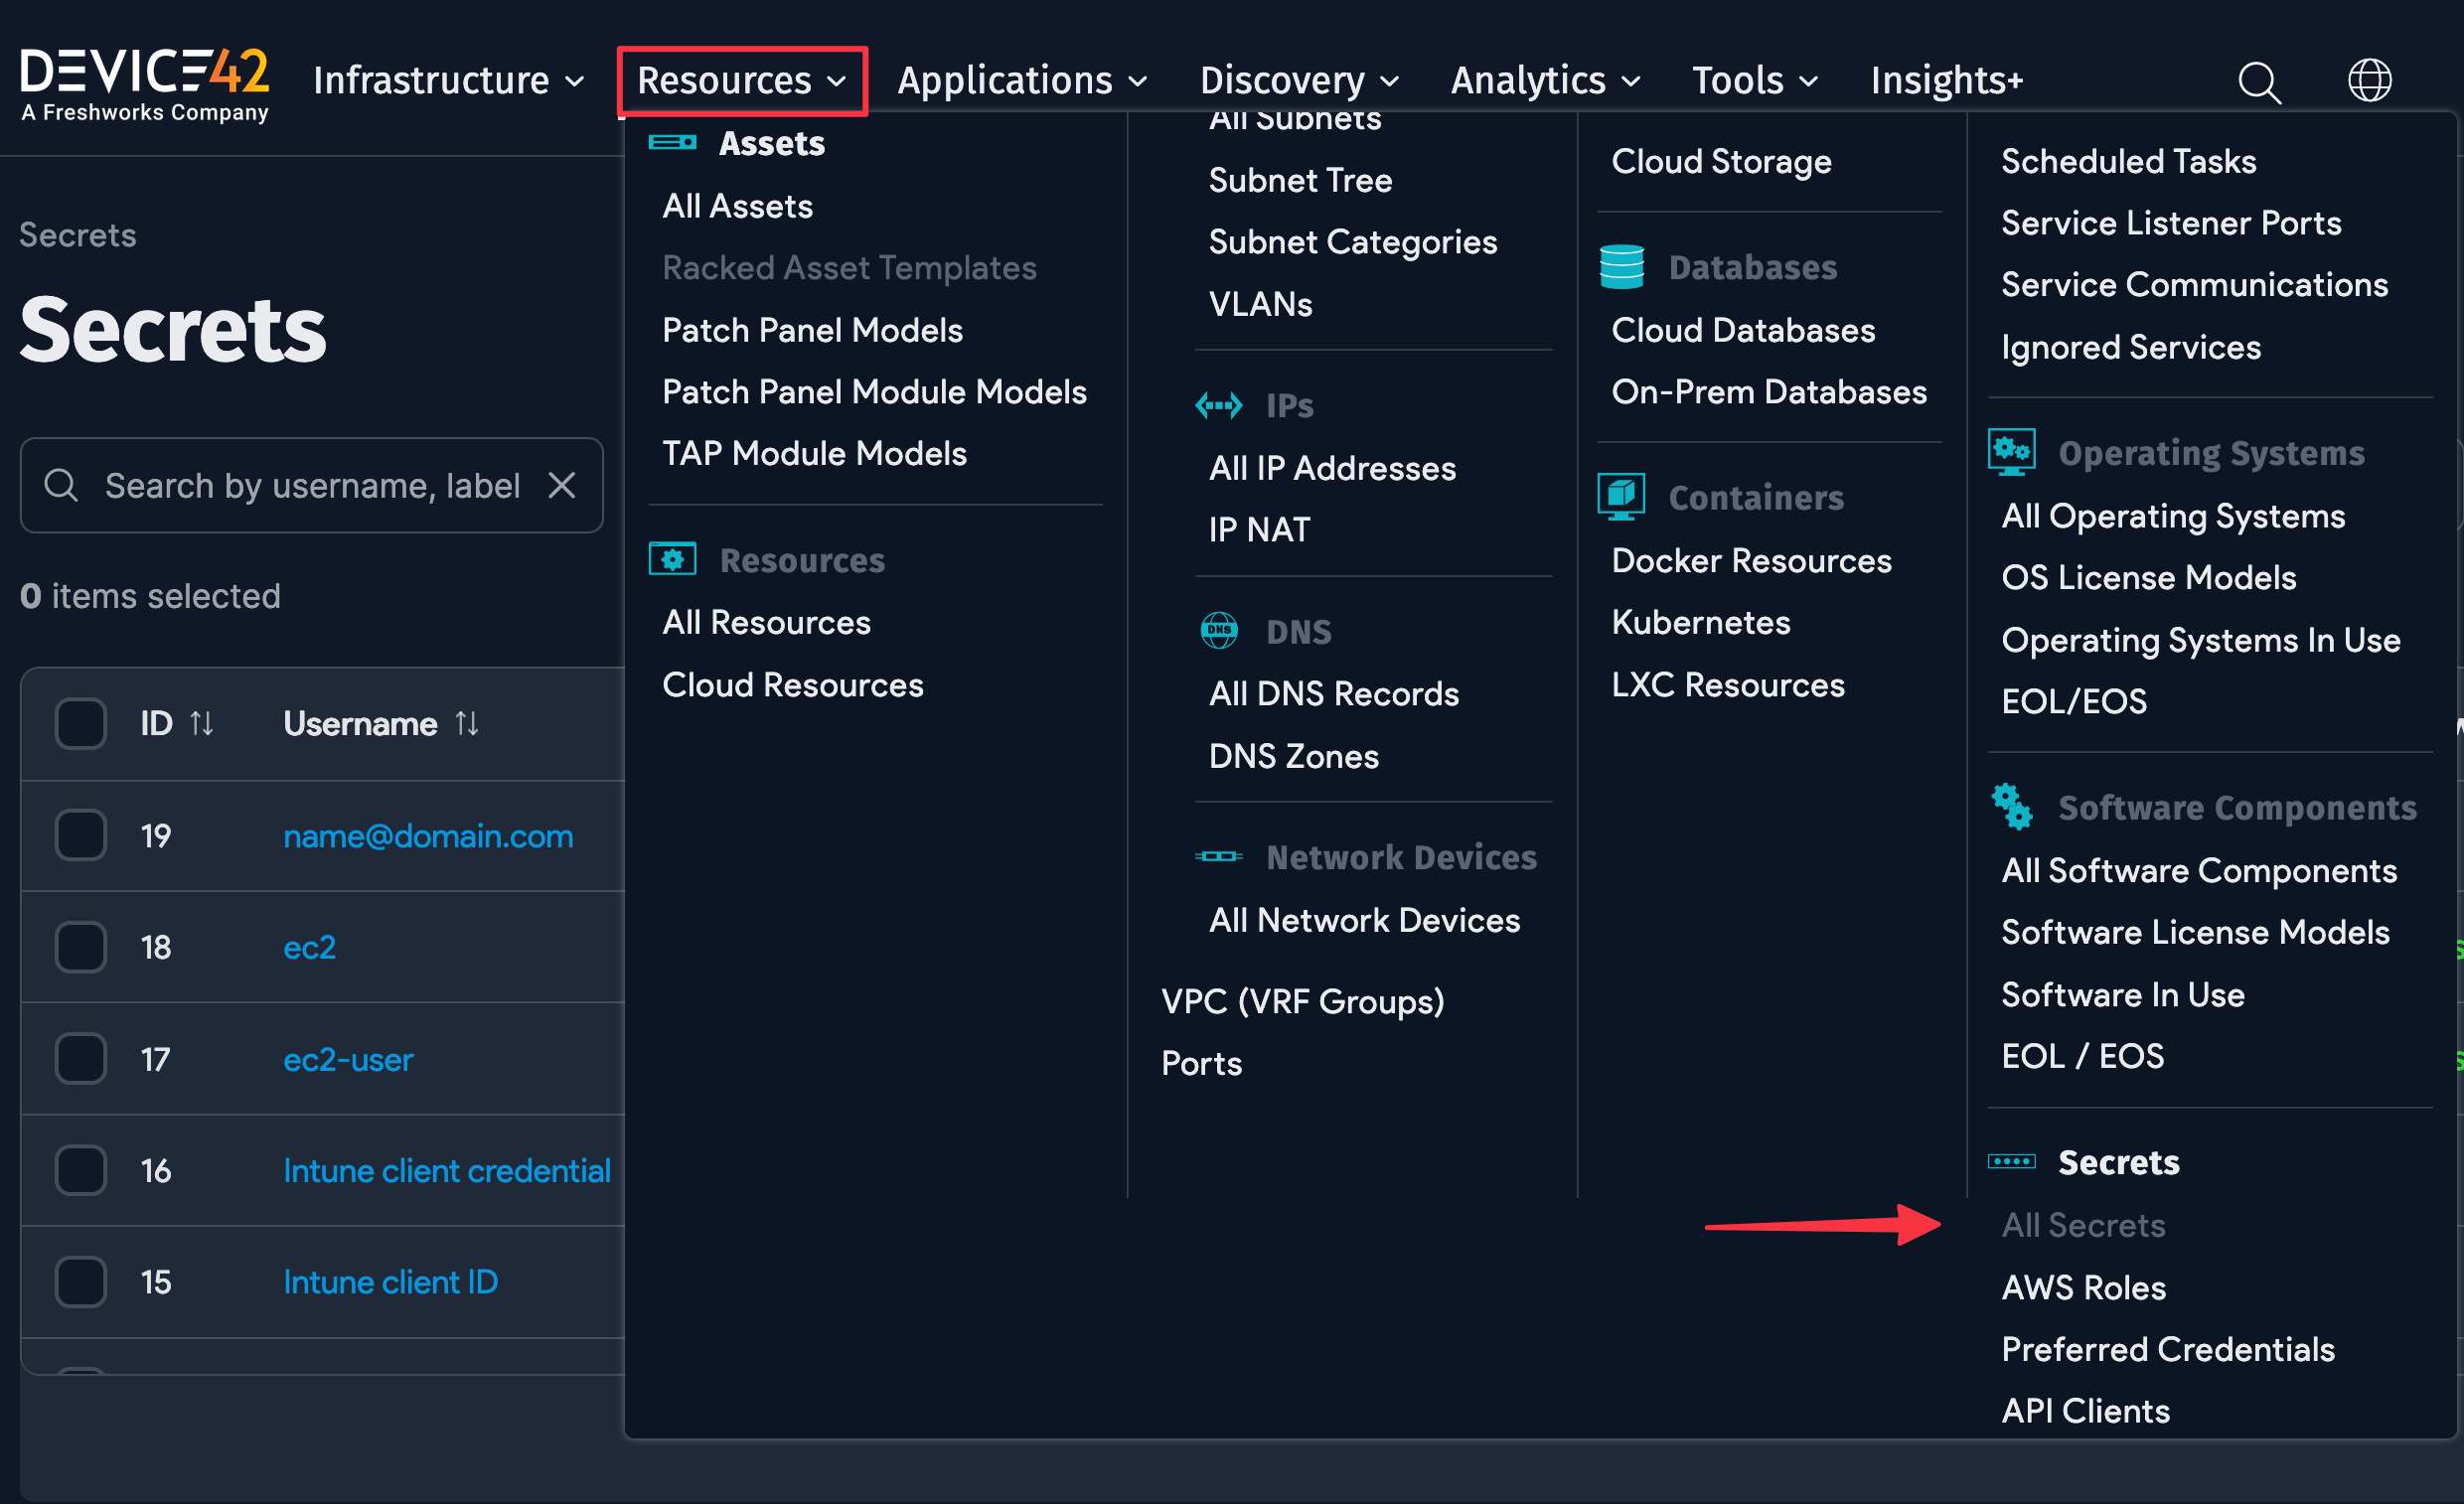 DEVICE42
A Freshworks Company
Infrastructure
Resources
Applications
Discovery
Analytics
Tools
Insights+
Secrets
Secrets
Search by username, label
0 items selected
ID
Username
19
name@domain.com
18
ec2
17
ec2-user
16
Intune client credential
15
Intune client ID
Assets
All Assets
Racked Asset Templates
Patch Panel Models
Patch Panel Module Models
TAP Module Models
Resources
All Resources
Cloud Resources
All Subnets
Subnet Tree
Subnet Categories
VLANs
IPs
All IP Addresses
IP NAT
DNS
DNS
All DNS Records
DNS Zones
Network Devices
All Network Devices
VPC (VRF Groups)
Ports
Cloud Storage
Databases
Cloud Databases
On-Prem Databases
Containers
Docker Resources
Kubernetes
LXC Resources
Scheduled Tasks
Service Listener Ports
Service Communications
Ignored Services
Operating Systems
All Operating Systems
OS License Models
Operating Systems In Use
EOL/EOS
Software Components
All Software Components
Software License Models
Software In Use
EOL / EOS
Secrets
All Secrets
AWS Roles
Preferred Credentials
API Clients